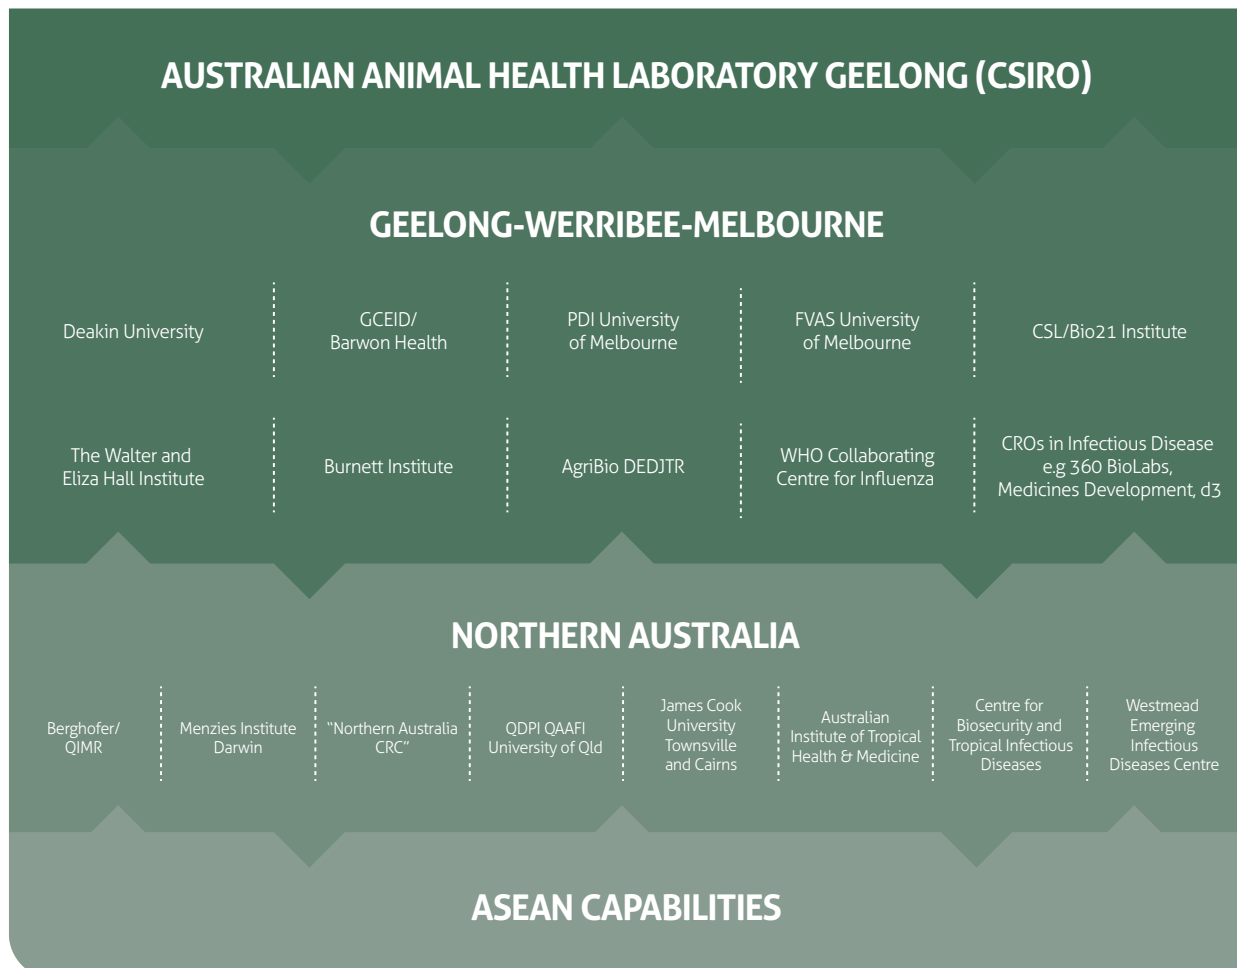 AUSTRALIAN ANIMAL HEALTH LABORATORY GEELONG (CSIRO)
GEELONG-WERRIBEE-MELBOURNE
Deakin University
GCEID/
Barwon Health
PDI University
of Melbourne
FVAS University
of Melbourne
CSL/Bio21 Institute
The Walter and
Eliza Hall Institute
Burnett Institute
AgriBio DEDJTR
WHO Collaborating
Centre for Influenza
CROs in Infectious Disease
e.g 360 BioLabs,
Medicines Development, d3
NORTHERN AUSTRALIA
Berghofer/
QIMR
Menzies Institute
Darwin
“Northern Australia
CRC”
QDPI QAAFI
University of Qld
James Cook
University
Townsville
and Cairns
Australian
Institute of Tropical
Health & Medicine
Centre for
Biosecurity and
Tropical Infectious
Diseases
Westmead
Emerging
Infectious
Diseases Centre
ASEAN CAPABILITIES